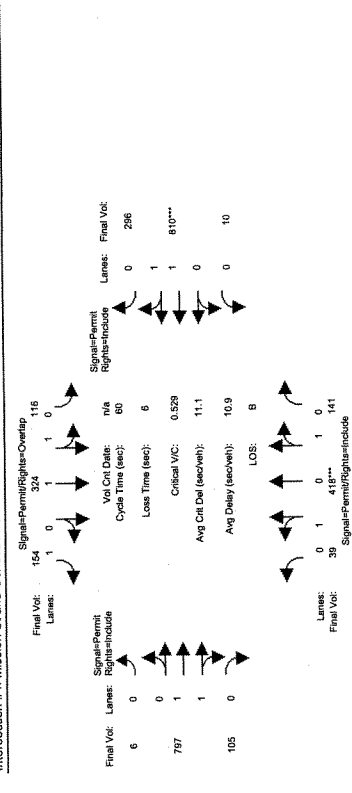 Signal=Permit/Rights=Overlap
Final Vol: 154 324 116
Lanes: 1 0 1 1 0
Signal=Permit
Rights=Include
Final Vol: Lanes:
6 0
0
797 1
1
105 0
Vol Cnt Date: n/a
Cycle Time (sec): 60
Loss Time (sec): 6
Critical V/C: 0.529
Avg Crit Del (sec/veh): 11.1
Avg Delay (sec/veh): 10.9
LOS: B
Signal=Permit
Rights=Include
Lanes: Final Vol:
0 296
1
1 810***
0
0 10
Lanes: 0 1 0 1 0
Final Vol: 39 418*** 141
Signal=Permit/Rights=Include